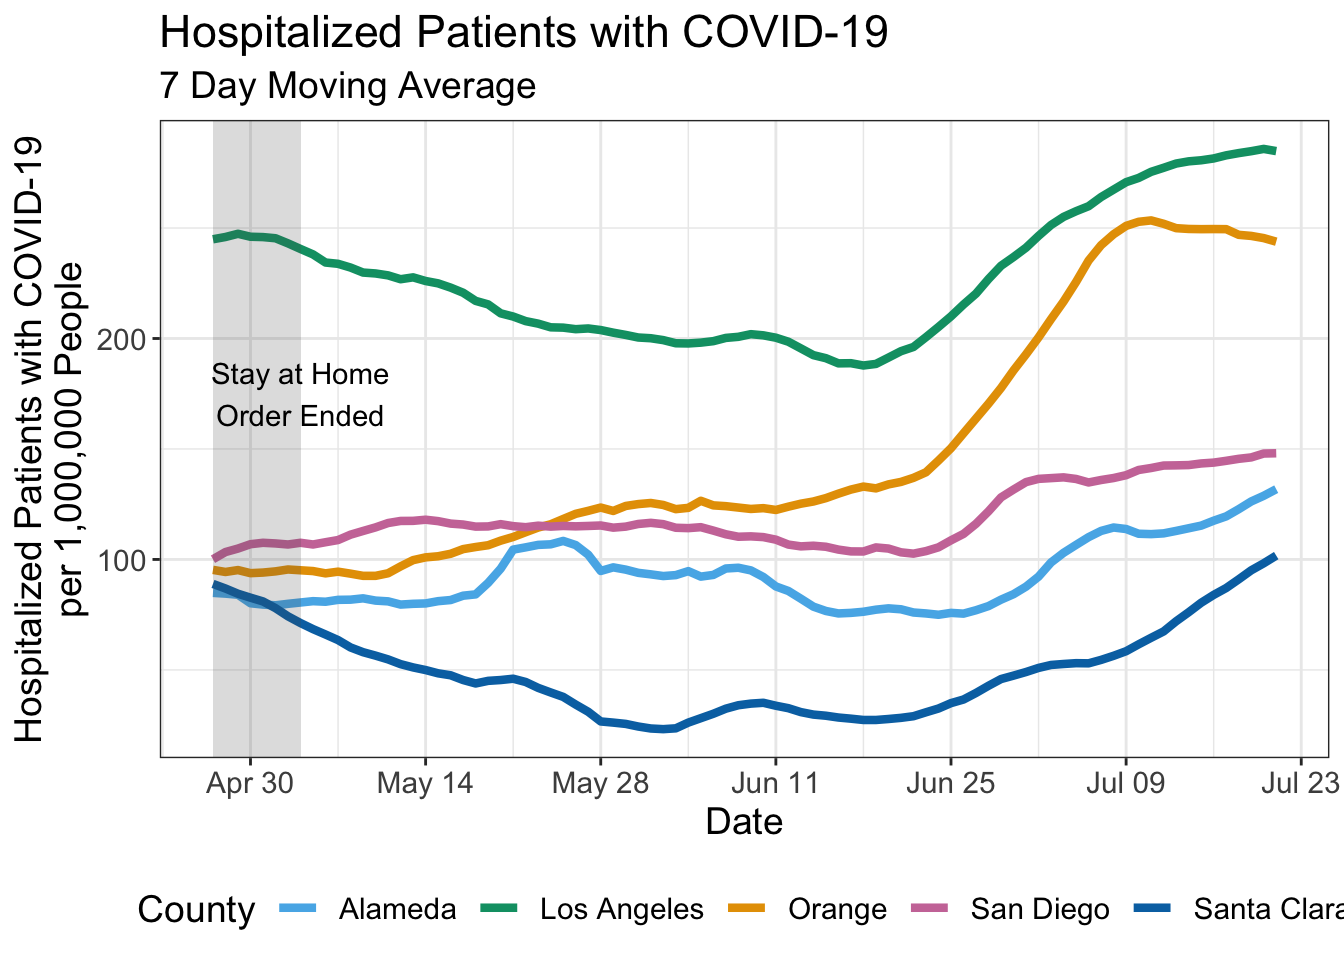 Hospitalized Patients with COVID-19
7 Day Moving Average
Hospitalized Patients with COVID-19
per 1,000,000 People
200
100
Stay at Home
Order Ended
Apr 30 May 14 May 28 Jun 11 Jun 25 Jul 09 Jul 23
Date
County Alameda Los Angeles Orange San Diego Santa Clara